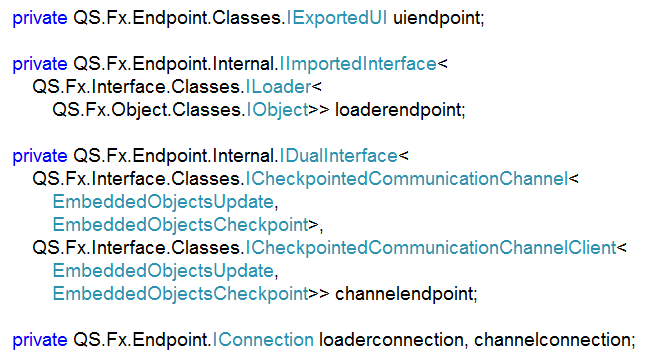 private QS.Fx.Endpoint.Classes.IExportedUI uiendpoint;
private QS.Fx.Endpoint.Internal.IImportedInterface<
QS.Fx.Interface.Classes.ILoader<
QS.Fx.Object.Classes.IObject>> loaderendpoint;
private QS.Fx.Endpoint.Internal.IDualInterface<
QS.Fx.Interface.Classes.ICheckpointedCommunicationChannel<
EmbeddedObjectsUpdate,
EmbeddedObjectsCheckpoint>,
QS.Fx.Interface.Classes.ICheckpointedCommunicationChannelClient<
EmbeddedObjectsUpdate,
EmbeddedObjectsCheckpoint>> channelendpoint;
private QS.Fx.Endpoint.IConnection loaderconnection, channelconnection;